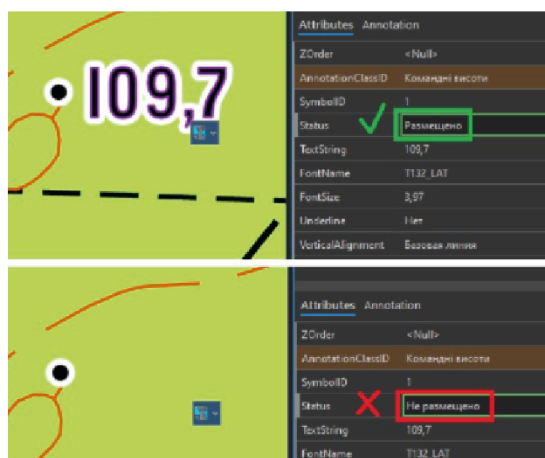 Attributes Annotation
ZOrder <Null>
AnnotationClassID Командні висоти
SymbolID 1
Status Размещено
TextString 109,7
FontName T132_LAT
FontSize 3,97
Underline Нет
VerticalAlignment Базовая линия
109,7
Attributes Annotation
ZOrder <Null>
AnnotationClassID Командні висоти
SymbolID 1
Status Не размещено
TextString 109,7
FontName T132_LAT